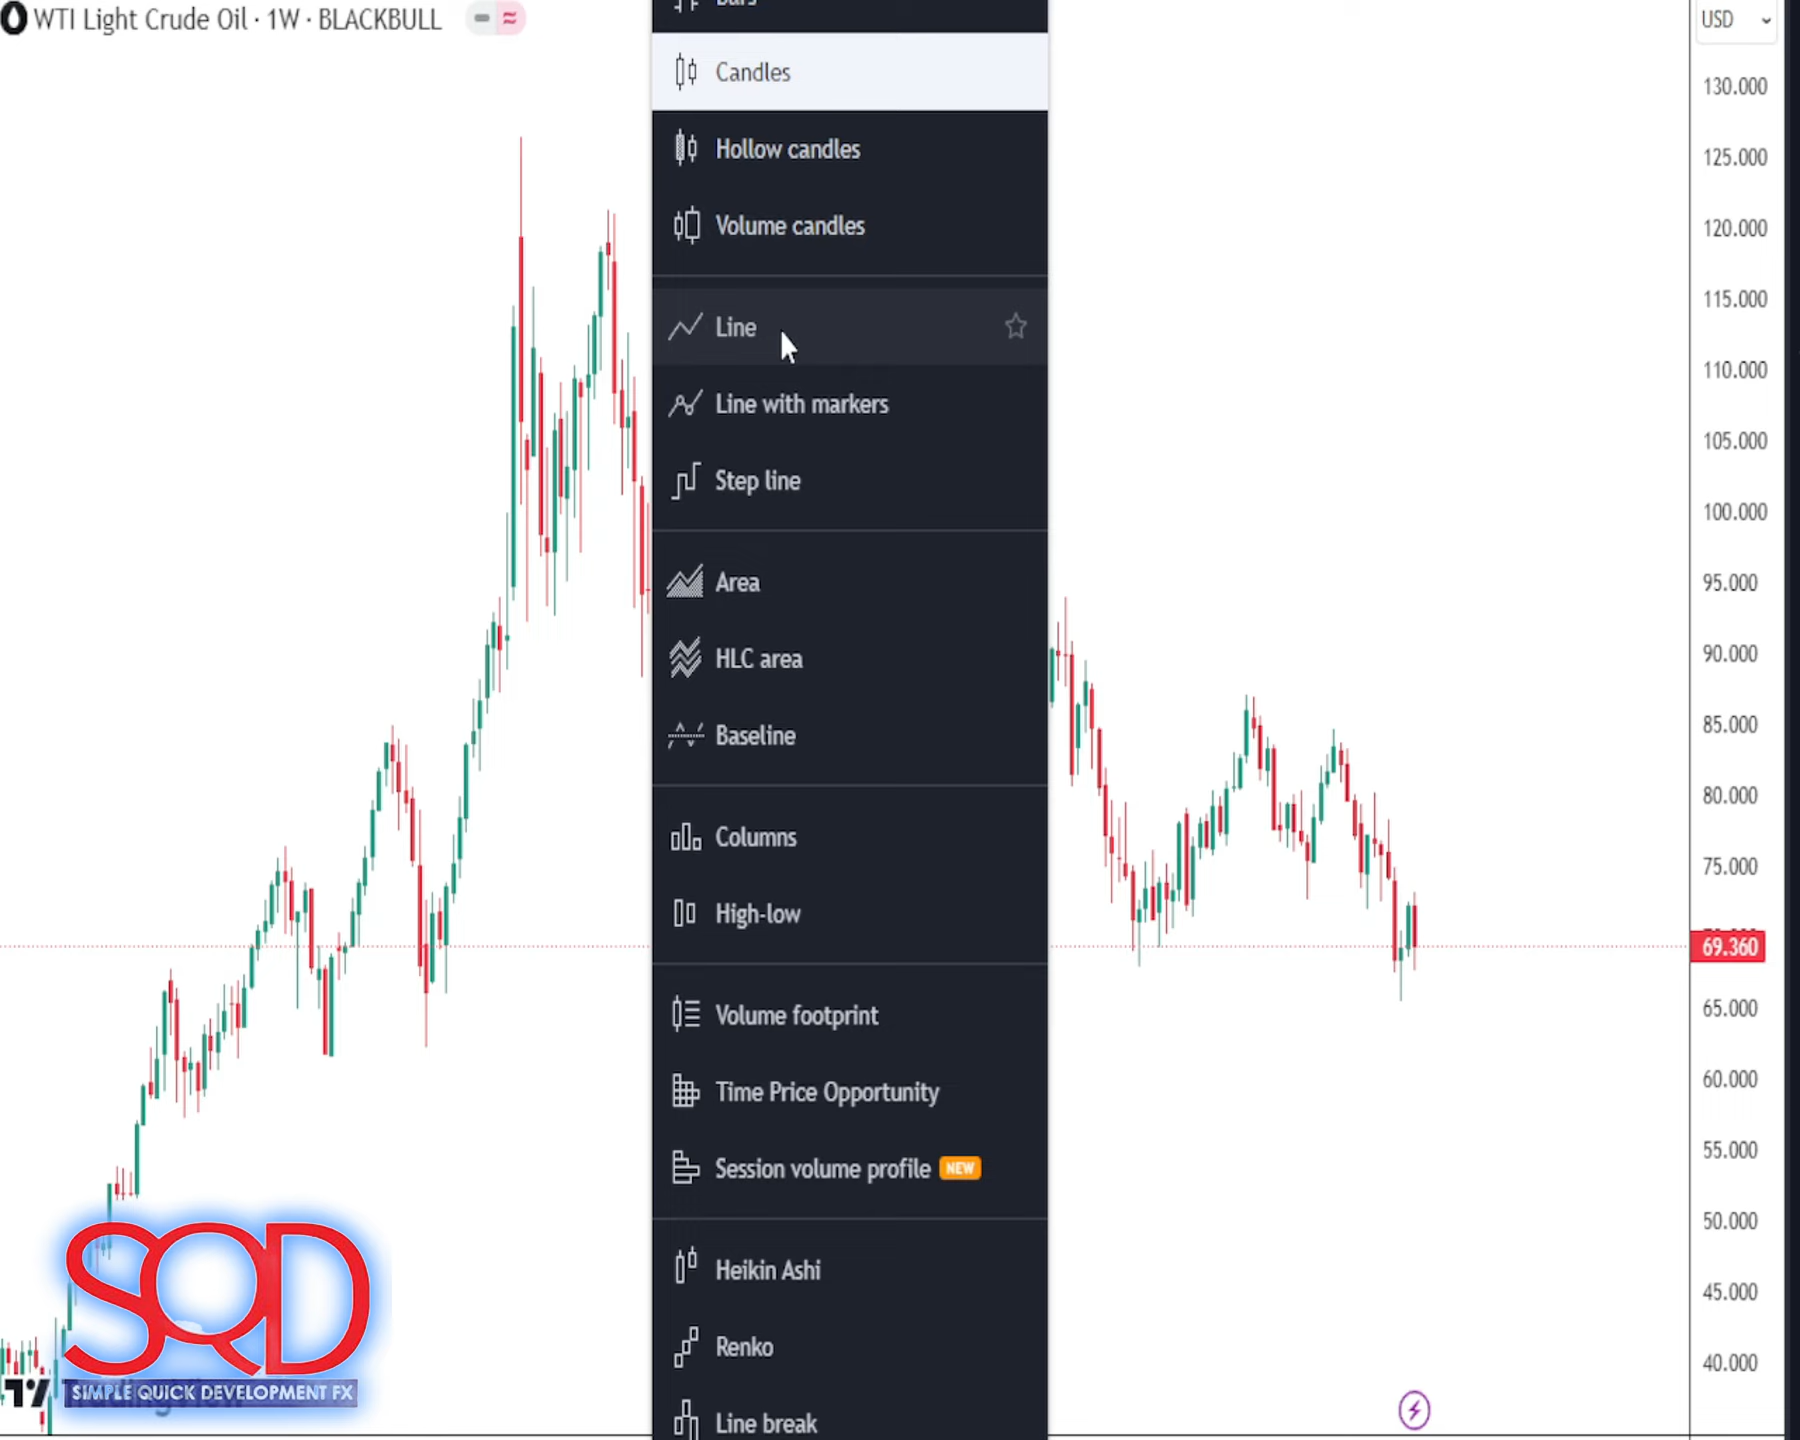 WTI Light Crude Oil · 1W · BLACKBULL
USD
Bars
Candles
Hollow candles
Volume candles
Line
Line with markers
Step line
Area
HLC area
Baseline
Columns
High-low
Volume footprint
Time Price Opportunity
Session volume profile NEW
Heikin Ashi
Renko
Line break
130.000
125.000
120.000
115.000
110.000
105.000
100.000
95.000
90.000
85.000
80.000
75.000
69.360
65.000
60.000
55.000
50.000
45.000
40.000
SQD
SIMPLE QUICK DEVELOPMENT FX